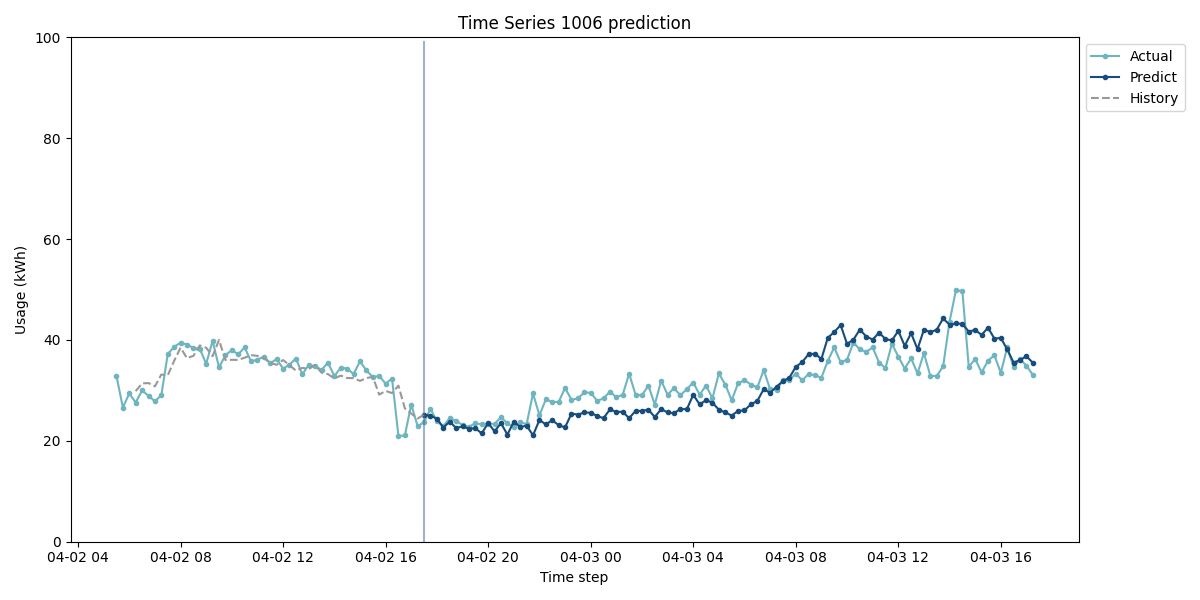 Time Series 1006 prediction
100
80
60
40
20
0
Usage (kWh)
04-02 04
04-02 08
04-02 12
04-02 16
04-02 20
04-03 00
04-03 04
04-03 08
04-03 12
04-03 16
Time step
Actual
Predict
History